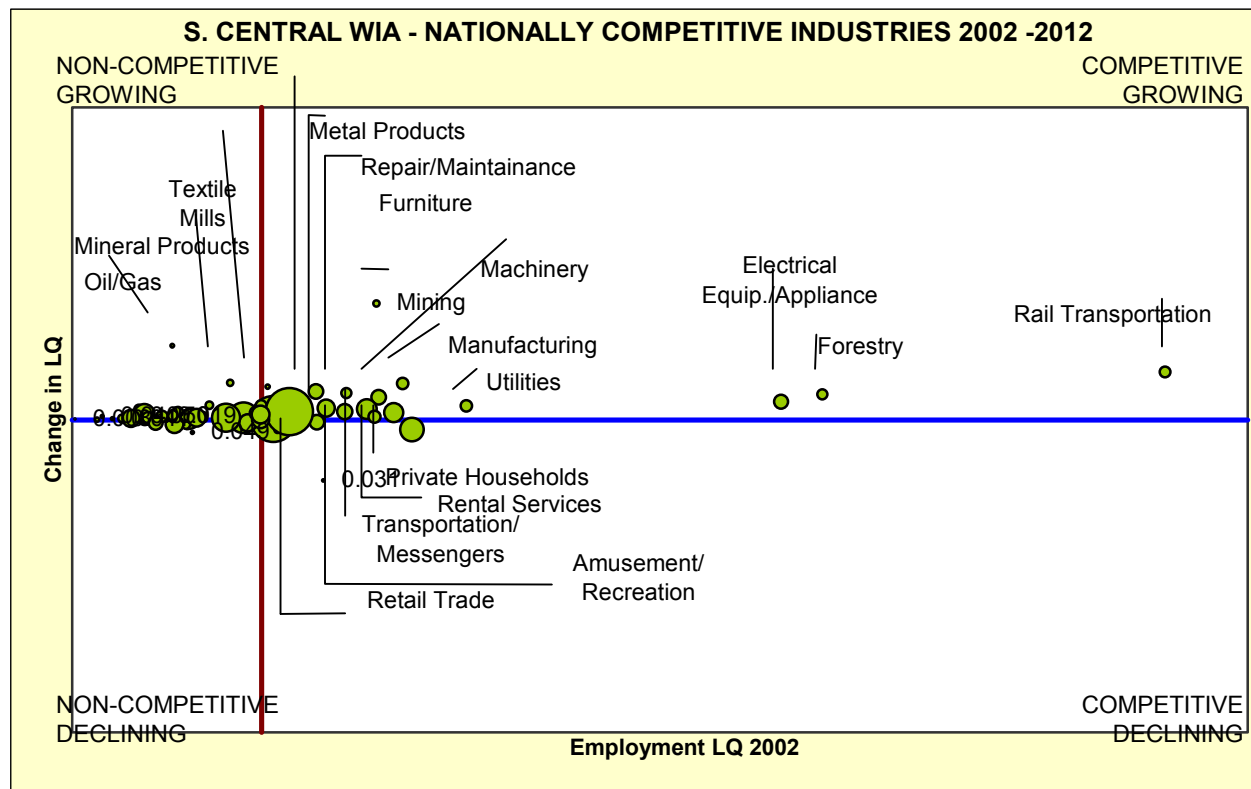 S. CENTRAL WIA - NATIONALLY COMPETITIVE INDUSTRIES 2002 -2012
NON-COMPETITIVE
GROWING
COMPETITIVE
GROWING
Metal Products
Repair/Maintainance
Textile
Mills
Furniture
Mineral Products
Oil/Gas
Machinery
Mining
Electrical
Equip./Appliance
Rail Transportation
Manufacturing
Forestry
Utilities
Change in LQ
0.031
Private Households
Rental Services
Transportation/
Messengers
Amusement/
Recreation
Retail Trade
NON-COMPETITIVE
DECLINING
COMPETITIVE
DECLINING
Employment LQ 2002